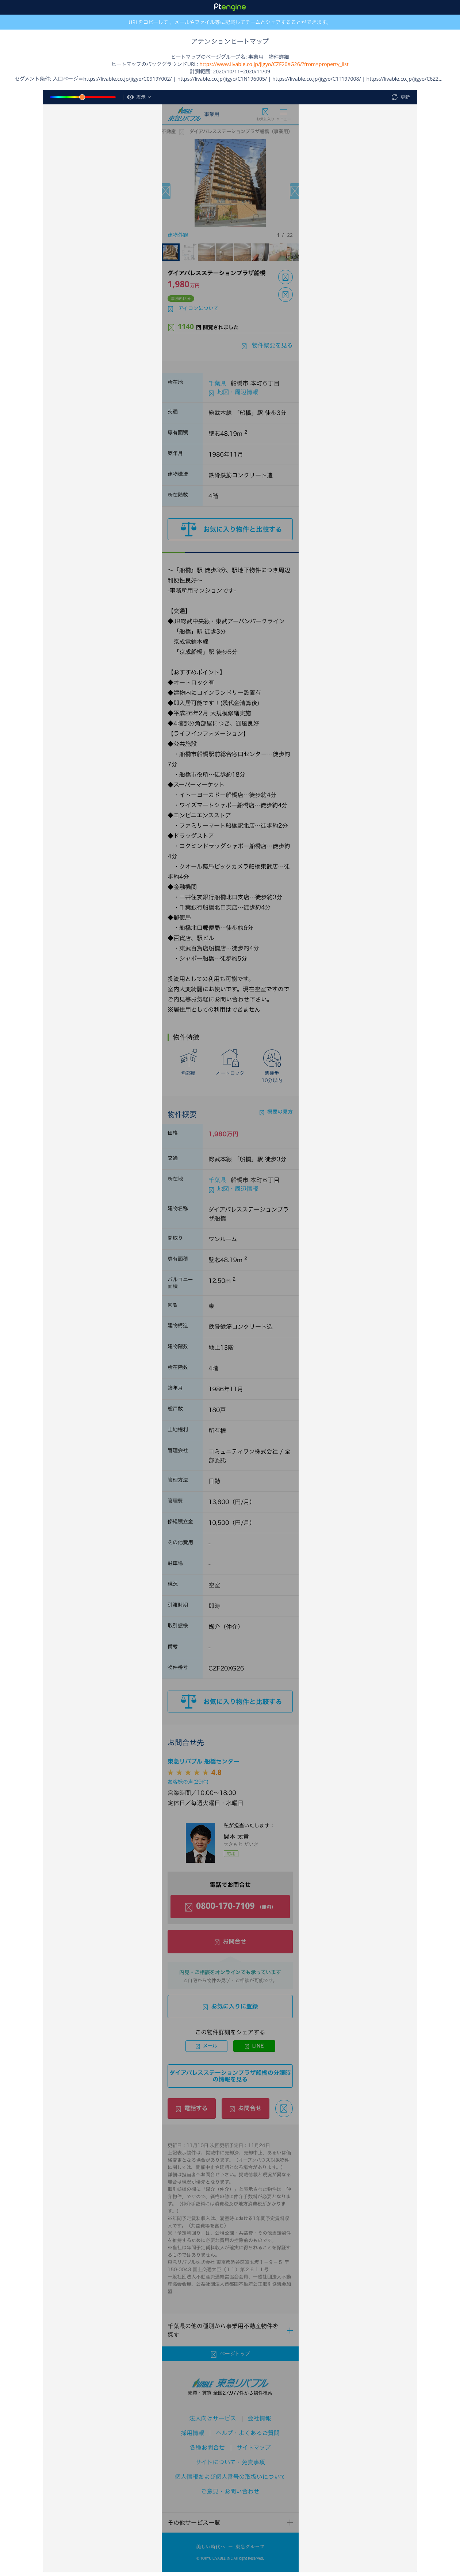 Ptengine
URLをコピーして、メールやファイル等に記載してチームとシェアすることができます。
アテンションヒートマップ
ヒートマップのページグループ名: 事業用 物件詳細
ヒートマップのバックグラウンドURL: https://www.livable.co.jp/jigyo/CZF20XG26/?from=property_list
計測範囲: 2020/10/11~2020/11/09
表示
更新
東急リバブル 事業用
ダイアパレスステーションプラザ船橋（事業用）
建物外観
1 / 22
ダイアパレスステーションプラザ船橋
1,980万円
アイコンについて
1140 回 閲覧されました
物件概要を見る
所在地 千葉県 船橋市 本町６丁目
地図・周辺情報
交通 総武本線 「船橋」駅 徒歩3分
専有面積 壁芯48.19m 2
築年月 1986年11月
建物構造 鉄骨鉄筋コンクリート造
所在階数 4階
お気に入り物件と比較する
～『船橋』駅 徒歩3分、駅地下物件につき周辺
利便性良好～
-事務所用マンションです-
【交通】
◆JR総武中央線・東武アーバンパークライン
「船橋」駅 徒歩3分
京成電鉄本線
「京成船橋」駅 徒歩5分
【おすすめポイント】
◆オートロック有
◆建物内にコインランドリー設置有
◆即入居可能です！(残代金清算後)
◆平成26年2月 大規模修繕実施
◆4階部分角部屋につき、通風良好
【ライフインフォメーション】
◆公共施設
・船橋市船橋駅前総合窓口センター…徒歩約
7分
・船橋市役所…徒歩約18分
◆スーパーマーケット
・イトーヨーカドー船橋店…徒歩約4分
・ワイズマートシャポー船橋店…徒歩約4分
◆コンビニエンスストア
・ファミリーマート船橋駅北店…徒歩約2分
◆ドラッグストア
・コクミンドラッグシャポー船橋店…徒歩約
4分
・クオール薬局ビックカメラ船橋東武店…徒
歩約4分
◆金融機関
・三井住友銀行船橋北口支店…徒歩約3分
・千葉銀行船橋北口支店…徒歩約4分
◆郵便局
・船橋北口郵便局…徒歩約6分
◆百貨店、駅ビル
・東武百貨店船橋店…徒歩約4分
・シャポー船橋…徒歩約5分
投資用としての利用も可能です。
室内大変綺麗にお使いです。現在空室ですので
ご内見等お気軽にお問い合わせ下さい。
※居住用としての利用はできません。
物件特徴
角部屋
オートロック
駅徒歩
10分以内
物件概要
概要の見方
価格 1,980万円
交通 総武本線 「船橋」駅 徒歩3分
所在地 千葉県 船橋市 本町６丁目
地図・周辺情報
建物名称 ダイアパレスステーションプラ
ザ船橋
間取り ワンルーム
専有面積 壁芯48.19m 2
バルコニー
面積 12.50m 2
向き 東
建物構造 鉄骨鉄筋コンクリート造
建物階数 地上13階
所在階数 4階
築年月 1986年11月
総戸数 180戸
土地権利 所有権
管理会社 コミュニティワン株式会社 / 全
部委託
管理方法 日勤
管理費 13,800（円/月）
修繕積立金 10,500（円/月）
その他費用 -
駐車場 -
現況 空室
引渡時期 即時
取引態様 媒介（仲介）
備考 -
物件番号 CZF20XG26
お気に入り物件と比較する
お問合せ先
東急リバブル 船橋センター
★★★★★ 4.8
お客様の声(29件)
営業時間／10:00～18:00
定休日／毎週火曜日・水曜日
私が担当いたします
関本 太貴
せきもと だいき
電話でお問合せ
0800-170-7109 （無料）
お問合せ
内見・ご相談をオンラインでも承っています
ご自宅から物件の見学・ご相談が可能です。
お気に入りに登録
この物件詳細をシェアする
メール
LINE
ダイアパレスステーションプラザ船橋の分譲時
の情報を見る
電話する
お問合せ
千葉県の他の種別から事業用不動産物件を
探す
ページトップ
東急リバブル
売買・賃貸 全国27,977件から物件検索
法人向けサービス | 会社情報
採用情報 | ヘルプ・よくあるご質問
各種お問合せ | サイトマップ
サイトについて・免責事項
個人情報および個人番号の取扱いについて
ご意見・お問い合わせ
その他サービス一覧
美しい時代へ ー 東急グループ